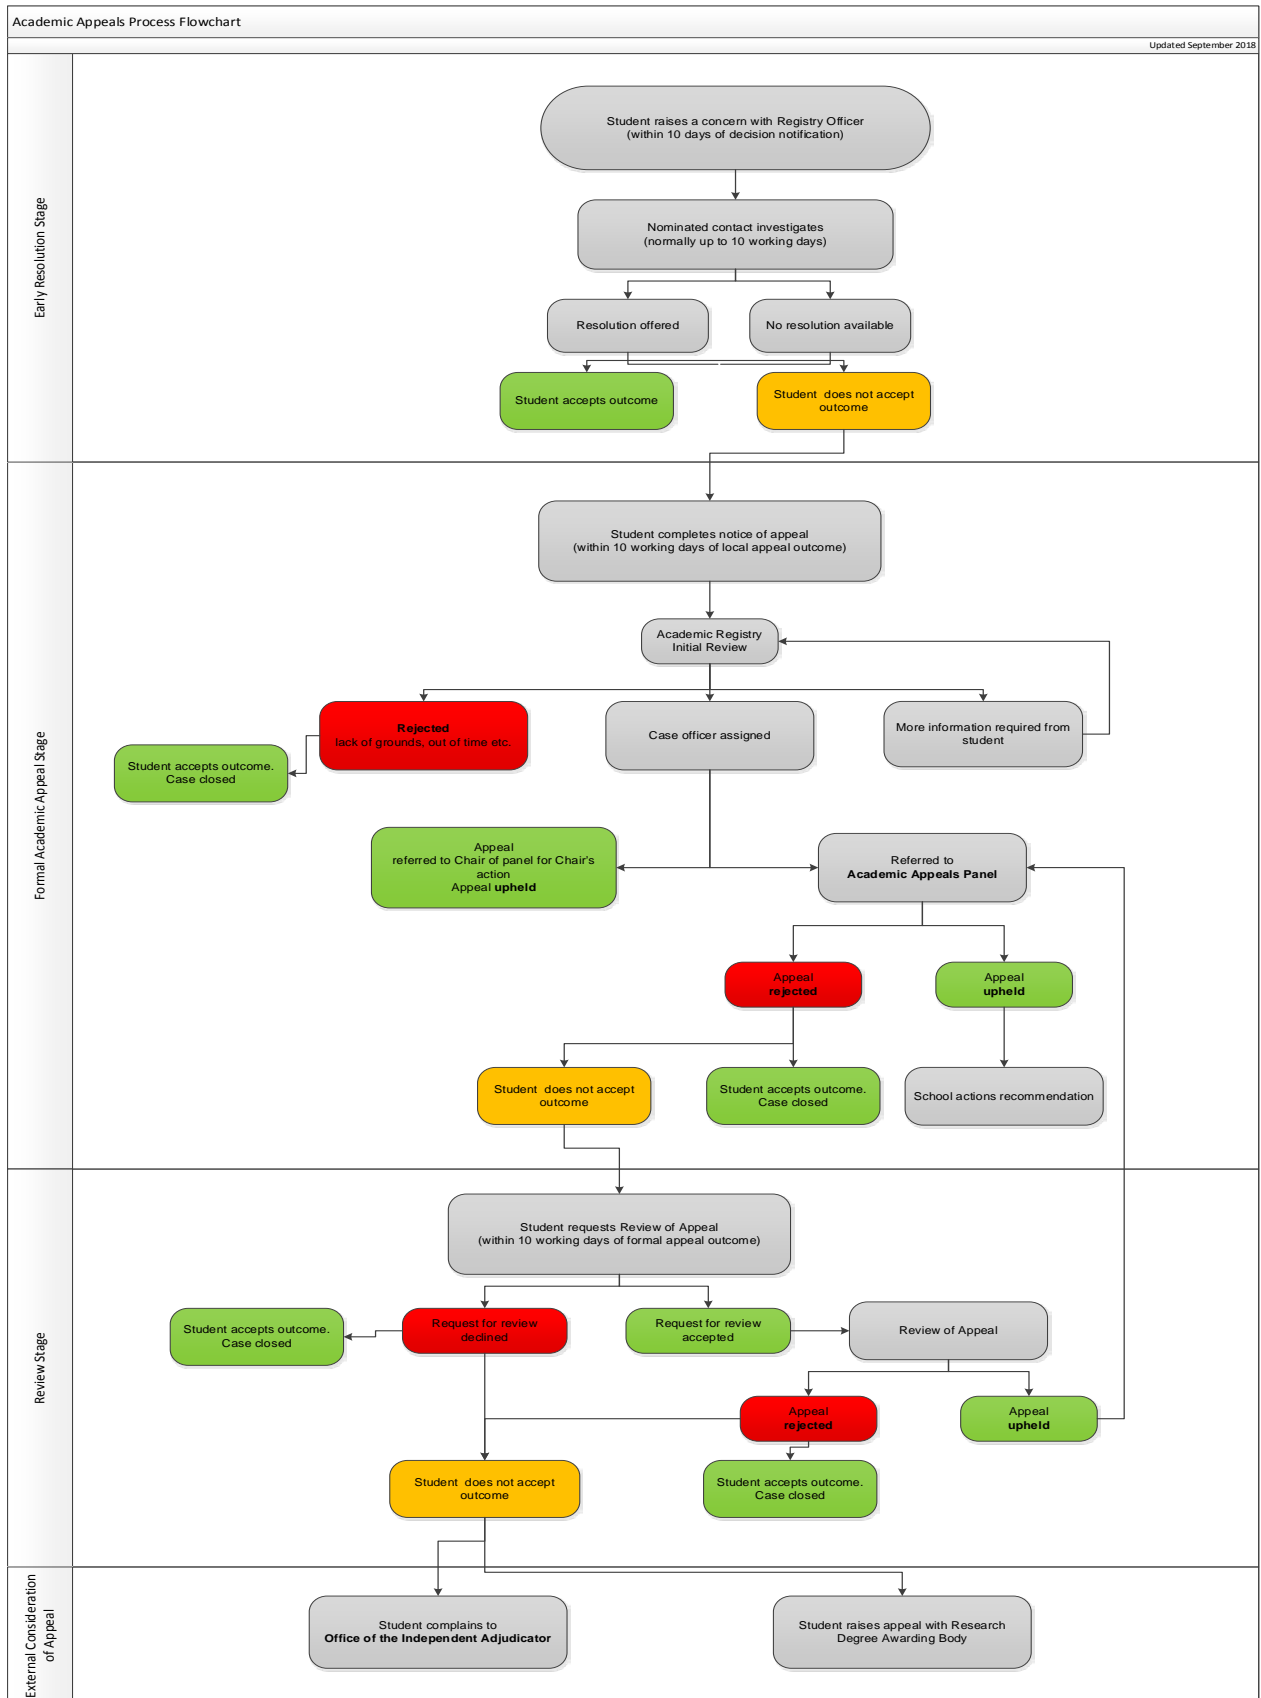 Academic Appeals Process Flowchart
Updated September 2018
Early Resolution Stage
Student raises a concern with Registry Officer
(within 10 days of decision notification)
Nominated contact investigates
(normally up to 10 working days)
Resolution offered
No resolution available
Student accepts outcome
Student  does not accept
outcome
Formal Academic Appeal Stage
Student completes notice of appeal
(within 10 working days of local appeal outcome)
Academic Registry
Initial Review
Rejected
lack of grounds, out of time etc.
Case officer assigned
More information required from
student
Student accepts outcome.
Case closed
Appeal
referred to Chair of panel for Chair's
action
Appeal upheld
Referred to
Academic Appeals Panel
Appeal
rejected
Appeal
upheld
Student  does not accept
outcome
Student accepts outcome.
Case closed
School actions recommendation
Review Stage
Student requests Review of Appeal
(within 10 working days of formal appeal outcome)
Student accepts outcome.
Case closed
Request for review
declined
Request for review
accepted
Review of Appeal
Appeal
rejected
Appeal
upheld
Student  does not accept
outcome
Student accepts outcome.
Case closed
External Consideration
of Appeal
Student complains to
Office of the Independent Adjudicator
Student raises appeal with Research
Degree Awarding Body